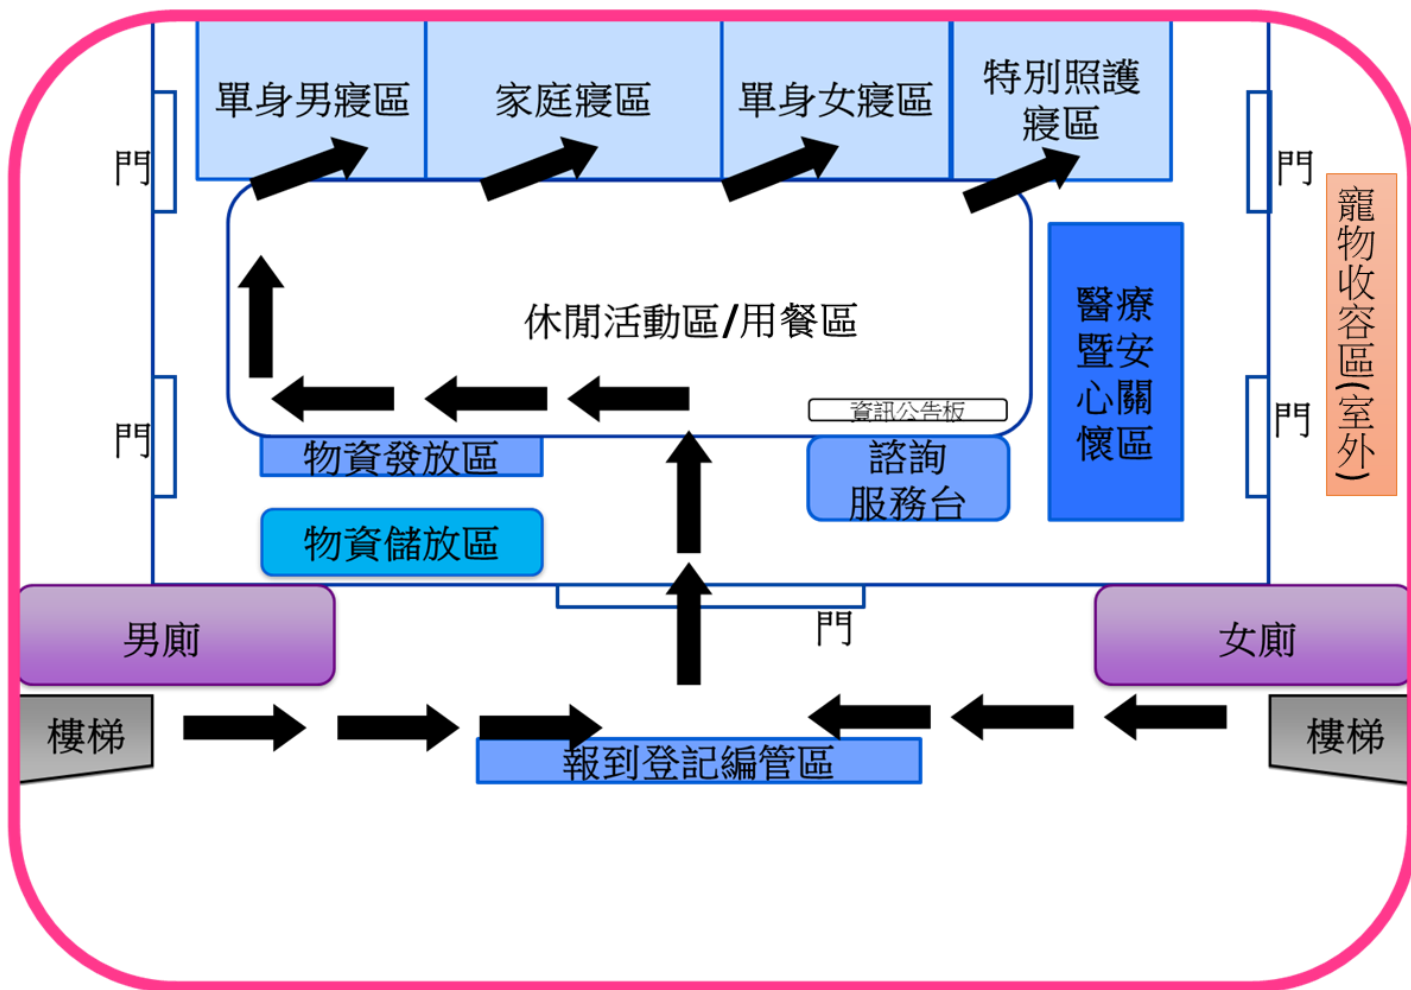 單身男寢區
家庭寢區
單身女寢區
特別照護
寢區
門
門
寵物收容區(室外)
休閒活動區/用餐區
醫療
暨安
心關
懷區
資訊公告板
門
門
物資發放區
諮詢
服務台
物資儲放區
男廁
門
女廁
樓梯
報到登記編管區
樓梯